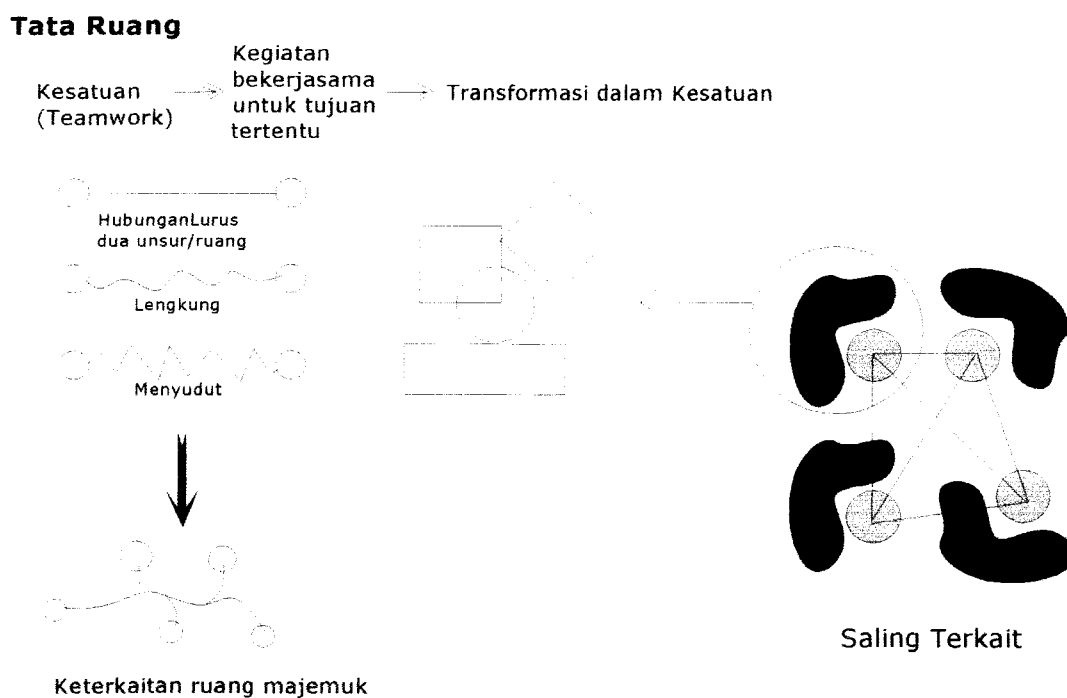 Tata Ruang
Kesatuan
(Teamwork)
Kegiatan
bekerjasama
untuk tujuan
tertentu
Transformasi dalam Kesatuan
HubunganLurus
dua unsur/ruang
Lengkung
Menyudut
Keterkaitan ruang majemuk
Saling Terkait